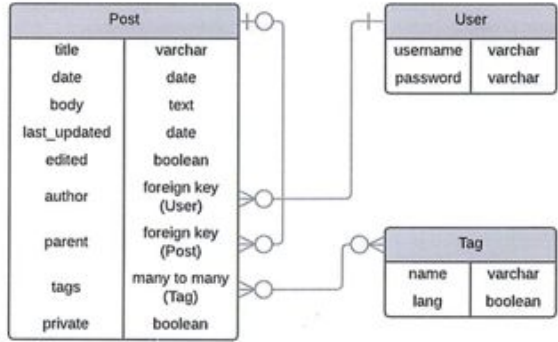 Post
title varchar
date date
body text
last_updated date
edited boolean
author foreign key
(User)
parent foreign key
(Post)
tags many to many
(Tag)
private boolean
User
username varchar
password varchar
Tag
name varchar
lang boolean